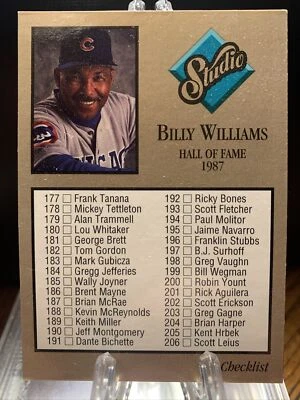 Studio
BILLY WILLIAMS
HALL OF FAME
1987
177 Frank Tanana
178 Mickey Tettleton
179 Alan Trammell
180 Lou Whitaker
181 George Brett
182 Tom Gordon
183 Mark Gubicza
184 Gregg Jefferies
185 Wally Joyner
186 Brent Mayne
187 Brian McRae
188 Kevin McReynolds
189 Keith Miller
190 Jeff Montgomery
191 Dante Bichette
192 Ricky Bones
193 Scott Fletcher
194 Paul Molitor
195 Jaime Navarro
196 Franklin Stubbs
197 B.J. Surhoff
198 Greg Vaughn
199 Bill Wegman
200 Robin Yount
201 Rick Aguilera
202 Scott Erickson
203 Greg Gagne
204 Brian Harper
205 Kent Hrbek
206 Scott Leius
Checklist